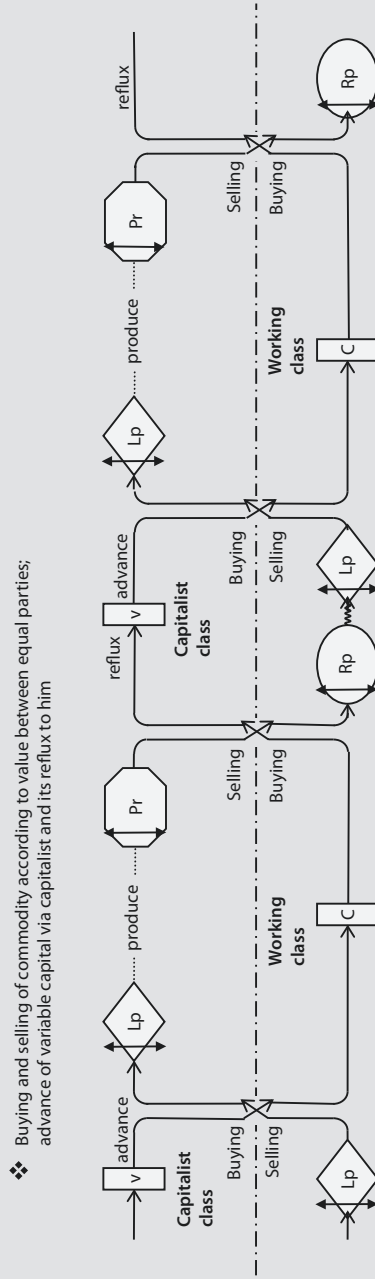 ❖ Buying and selling of commodity according to value between equal parties;
advance of variable capital via capitalist and its reflux to him
v
advance
Lp
produce
Pr
reflux
v
advance
Lp
produce
Pr
reflux
Capitalist
class
Capitalist
class
Buying
Selling
Selling
Buying
Buying
Selling
Selling
Buying
Working
class
Working
class
Lp
C
Rp
Lp
C
Rp